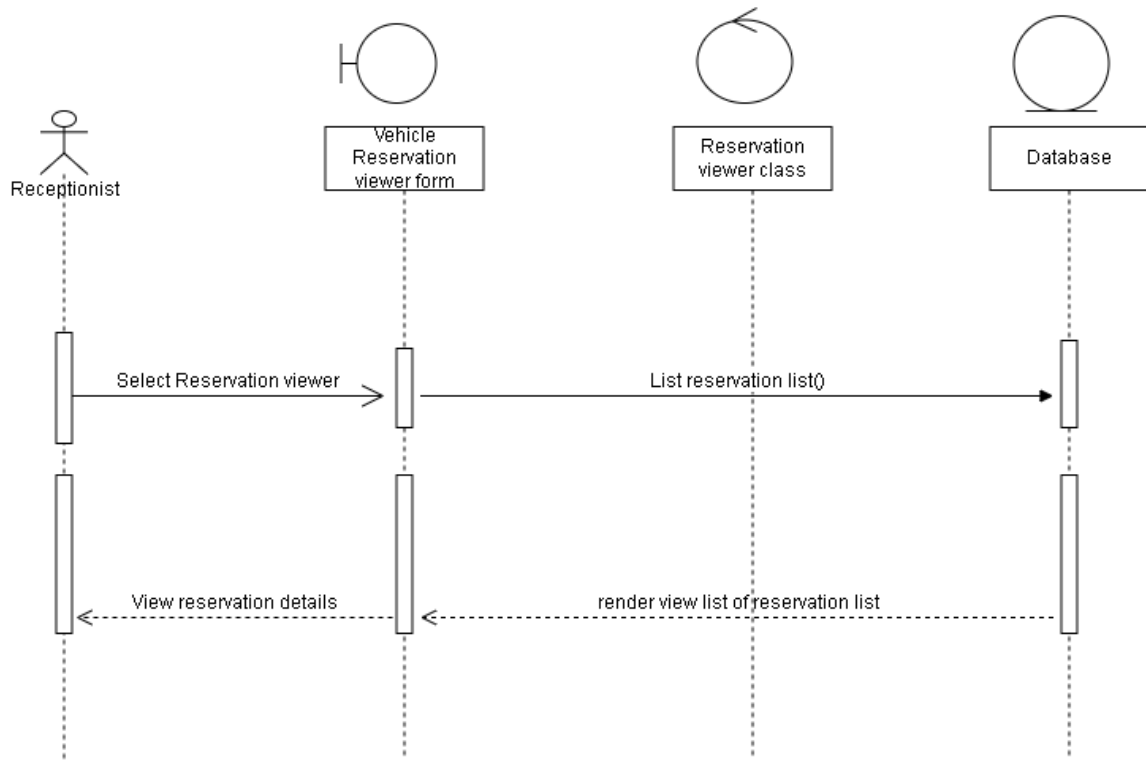 Receptionist
Vehicle
Reservation
viewer form
Reservation
viewer class
Database
Select Reservation viewer
List reservation list()
View reservation details
render view list of reservation list